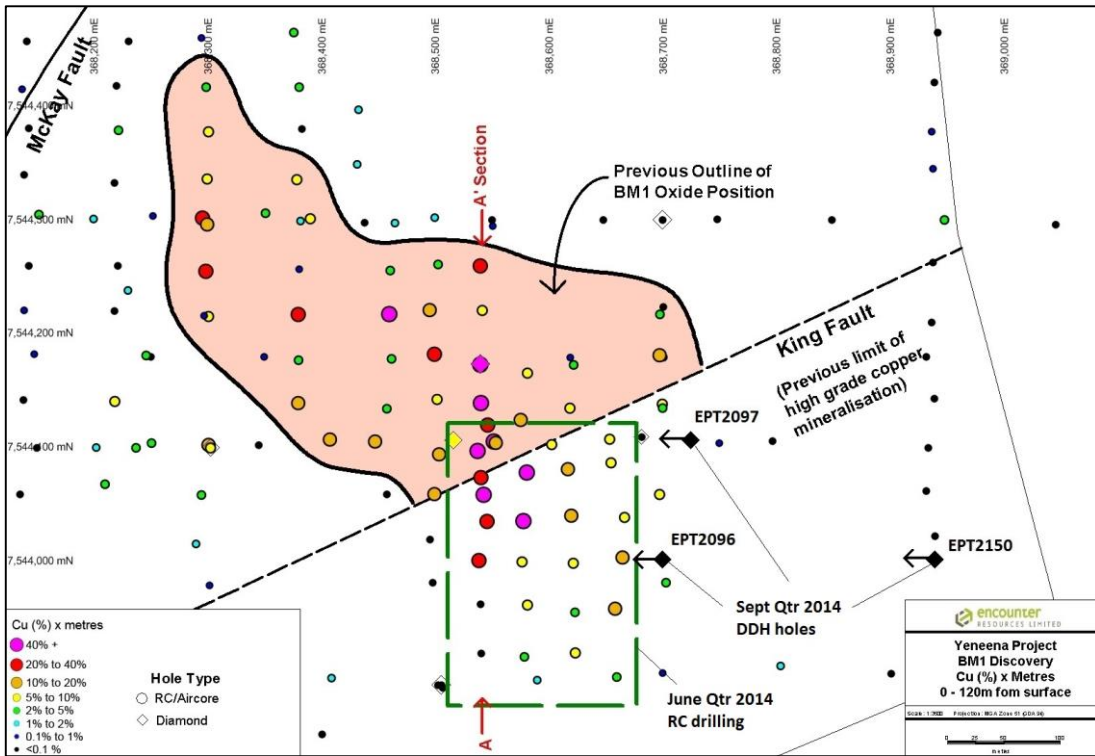 368,200 mE
368,300 mE
368,400 mE
368,500 mE
368,600 mE
368,700 mE
368,800 mE
368,900 mE
369,000 mE
McKay Fault
7,544,400 mN
7,544,300 mN
7,544,200 mN
7,544,100 mN
7,544,000 mN
A' Section
Previous Outline of
BM1 Oxide Position
King Fault
(Previous limit of
high grade copper
mineralisation)
EPT2097
EPT2096
EPT2150
Sept Qtr 2014
DDH holes
June Qtr 2014
RC drilling
A
Cu (%) x metres
40% +
20% to 40%
10% to 20%
5% to 10%
2% to 5%
1% to 2%
0.1% to 1%
<0.1 %
Hole Type
RC/Aircore
Diamond
encounter
RESOURCES LIMITED
Yeneena Project
BM1 Discovery
Cu (%) x Metres
0 - 120m fom surface
0
25
50
100